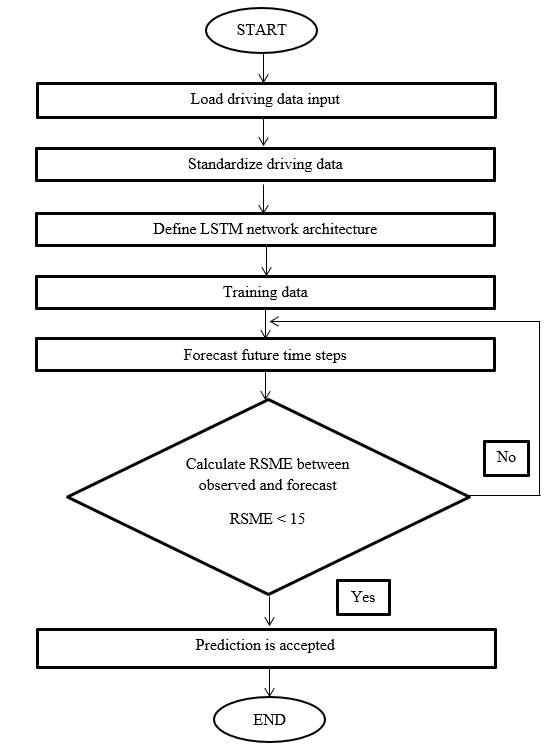 START
Load driving data input
Standardize driving data
Define LSTM network architecture
Training data
Forecast future time steps
Calculate RSME between
observed and forecast
RSME < 15
No
Yes
Prediction is accepted
END